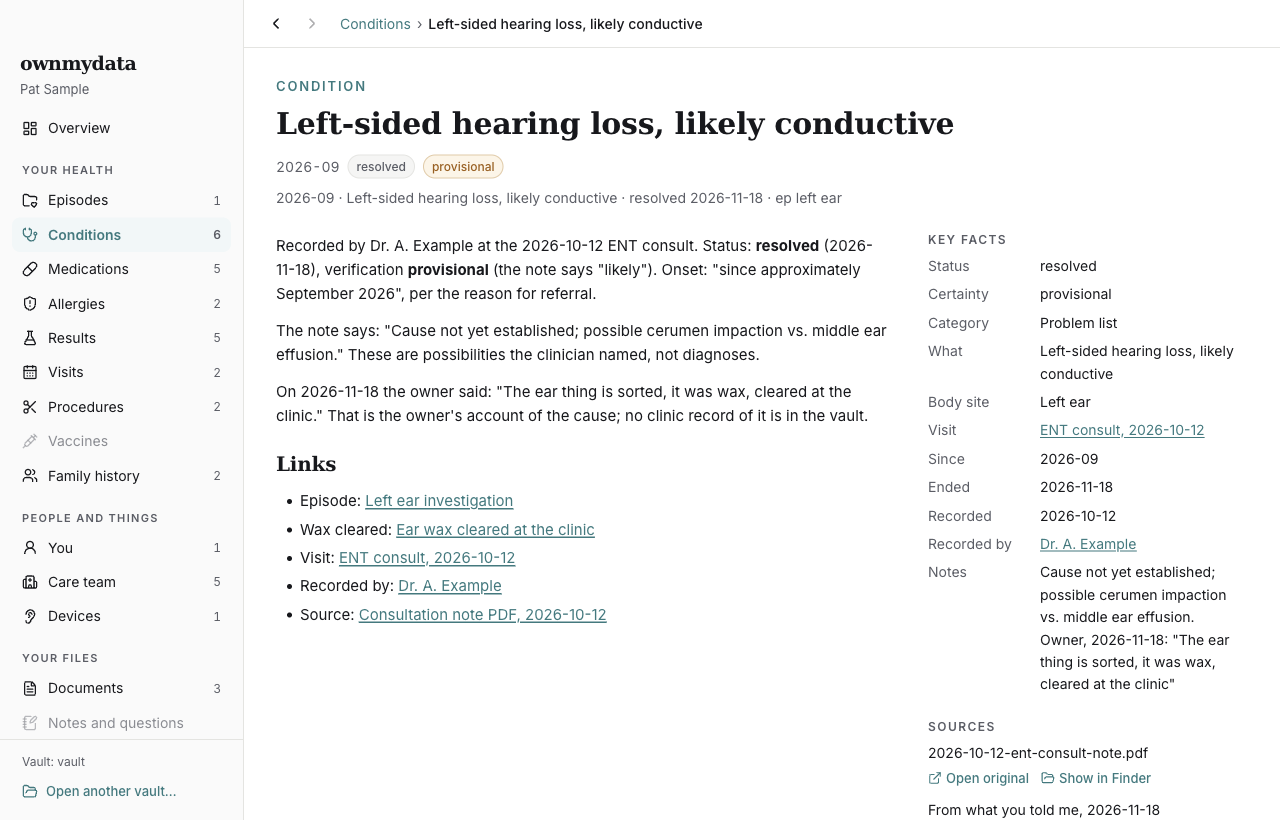 ownmydata
Pat Sample
Overview
YOUR HEALTH
Episodes 1
Conditions 6
Medications 5
Allergies 2
Results 5
Visits 2
Procedures 2
Vaccines
Family history 2
PEOPLE AND THINGS
You 1
Care team 5
Devices 1
YOUR FILES
Documents 3
Notes and questions
Vault: vault
Open another vault...
Conditions › Left-sided hearing loss, likely conductive
CONDITION
Left-sided hearing loss, likely conductive
2026-09 resolved provisional
2026-09 · Left-sided hearing loss, likely conductive · resolved 2026-11-18 · ep left ear
Recorded by Dr. A. Example at the 2026-10-12 ENT consult. Status: resolved (2026-
11-18), verification provisional (the note says "likely"). Onset: "since approximately
September 2026", per the reason for referral.
The note says: "Cause not yet established; possible cerumen impaction vs. middle ear
effusion." These are possibilities the clinician named, not diagnoses.
On 2026-11-18 the owner said: "The ear thing is sorted, it was wax, cleared at the
clinic." That is the owner's account of the cause; no clinic record of it is in the vault.
Links
• Episode: Left ear investigation
• Wax cleared: Ear wax cleared at the clinic
• Visit: ENT consult, 2026-10-12
• Recorded by: Dr. A. Example
• Source: Consultation note PDF, 2026-10-12
KEY FACTS
Status resolved
Certainty provisional
Category Problem list
What Left-sided hearing loss, likely
conductive
Body site Left ear
Visit ENT consult, 2026-10-12
Since 2026-09
Ended 2026-11-18
Recorded 2026-10-12
Recorded by Dr. A. Example
Notes Cause not yet established;
possible cerumen impaction
vs. middle ear effusion.
Owner, 2026-11-18: "The ear
thing is sorted, it was wax,
cleared at the clinic"
SOURCES
2026-10-12-ent-consult-note.pdf
Open original Show in Finder
From what you told me, 2026-11-18